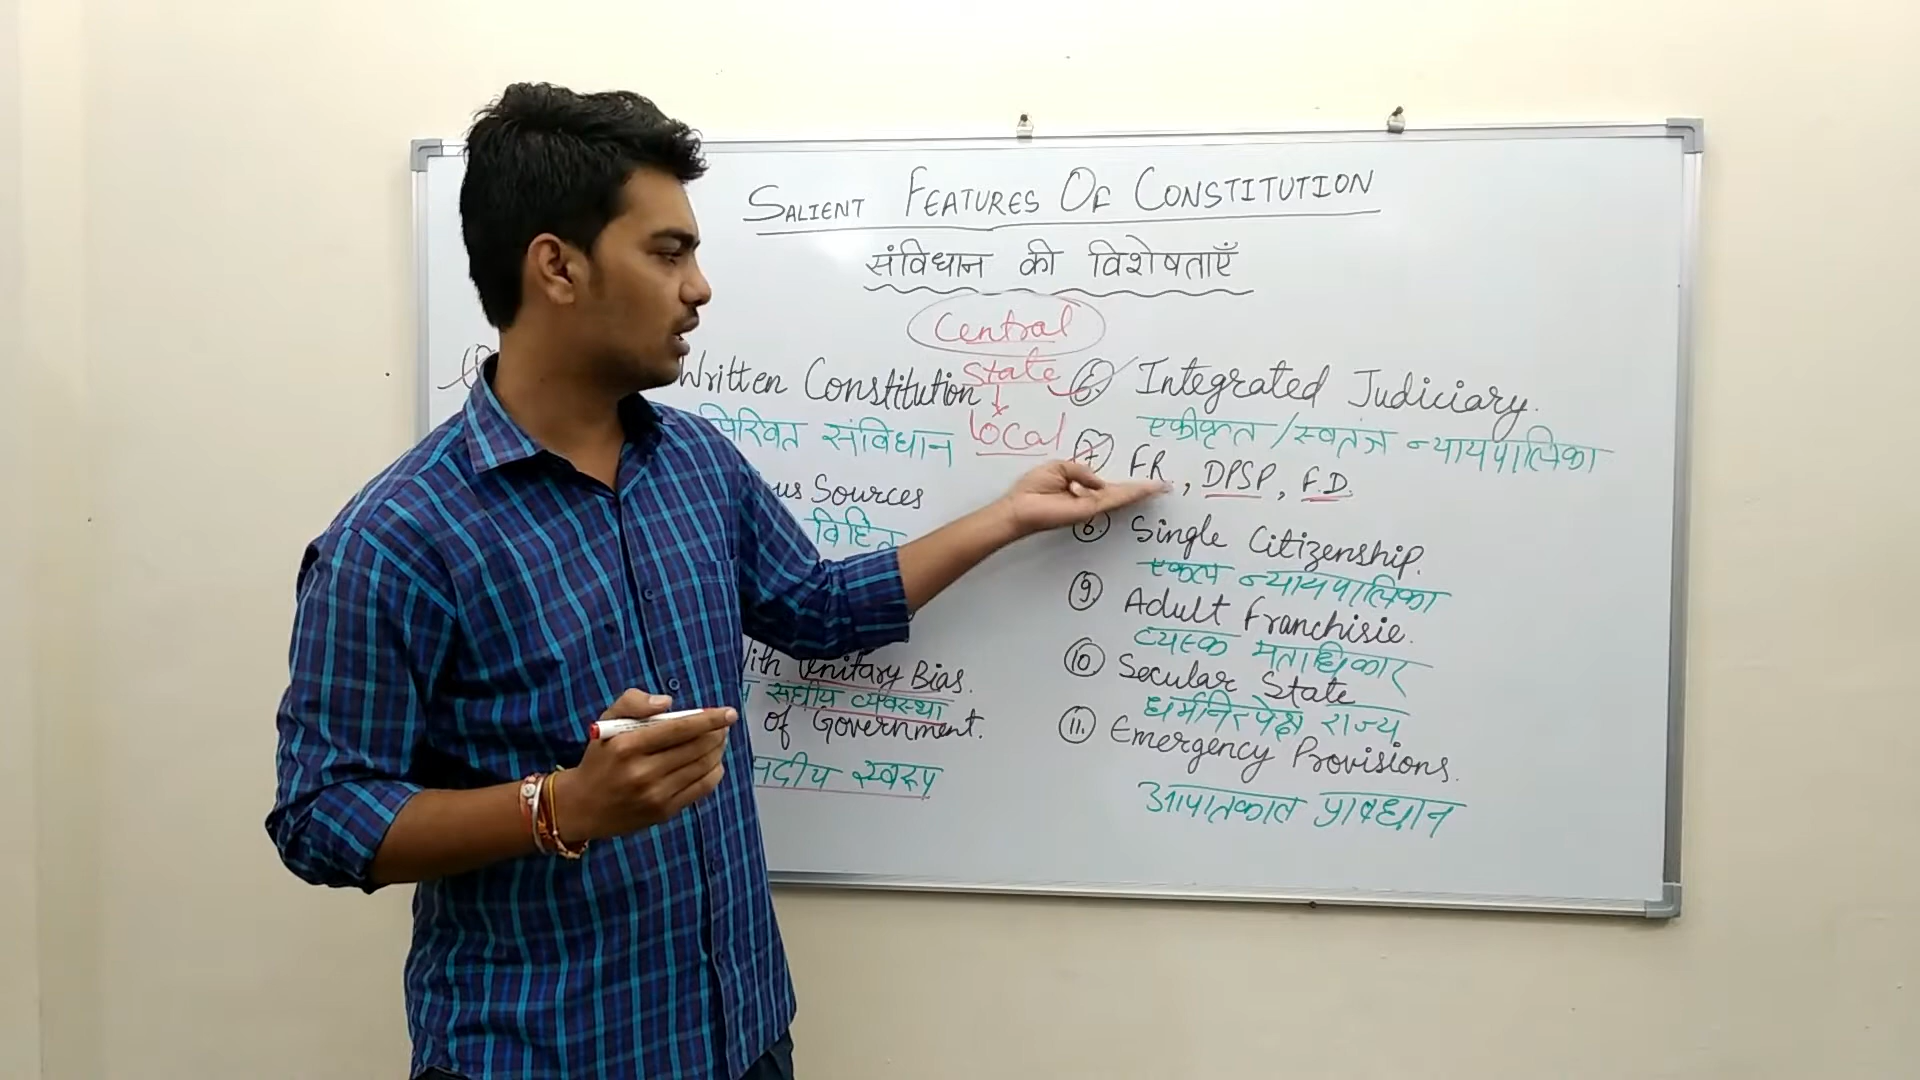 SALIENT FEATURES OF CONSTITUTION
संविधान की विशेषताएँ
Central
State
Local
Written Constitution
संविधान
Sources
विहित
With Unitary Bias.
संघीय व्यवस्था
of Government.
स्वरूप
6. Integrated Judiciary.
एकीकृत / स्वतंत्र न्यायपालिका
7. F.R., DPSP, F.D.
8. Single Citizenship.
एकल न्यायपालिका
9. Adult Franchisie.
व्यस्क मताधिकार
10. Secular State
धर्मनिरपेक्ष राज्य
11. Emergency Provisions.
आपातकाल प्रावधान